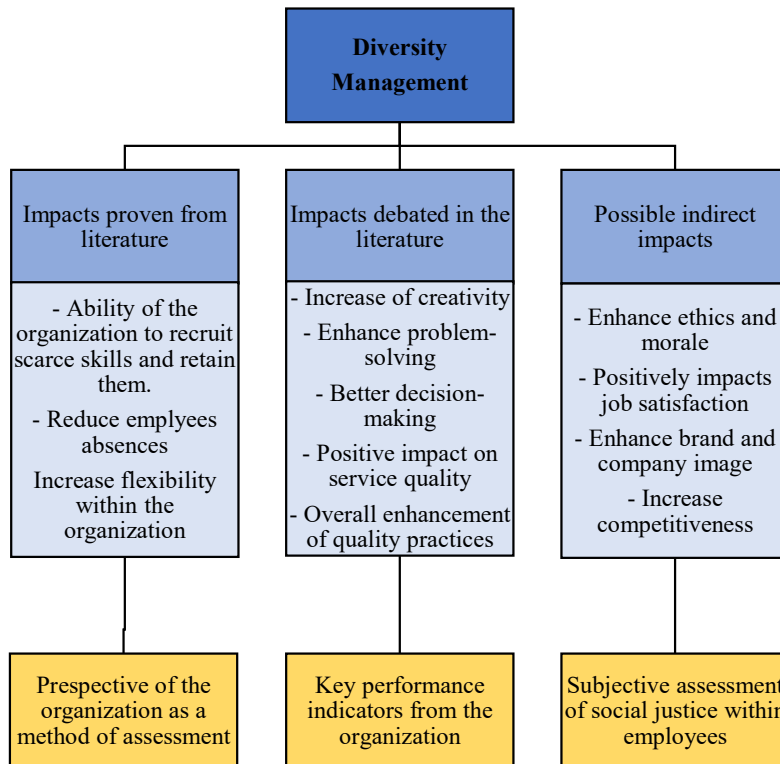 Diversity
Management
Impacts proven from
literature
- Ability of the
organization to recruit
scarce skills and retain
them.
- Reduce emplyees
absences
Increase flexibility
within the
organization
Prespective of the
organization as a
method of assessment
Impacts debated in the
literature
- Increase of creativity
- Enhance problem-
solving
- Better decision-
making
- Positive impact on
service quality
- Overall enhancement
of quality practices
Key performance
indicators from the
organization
Possible indirect
impacts
- Enhance ethics and
morale
- Positively impacts
job satisfaction
- Enhance brand and
company image
- Increase
competitiveness
Subjective assessment
of social justice within
employees